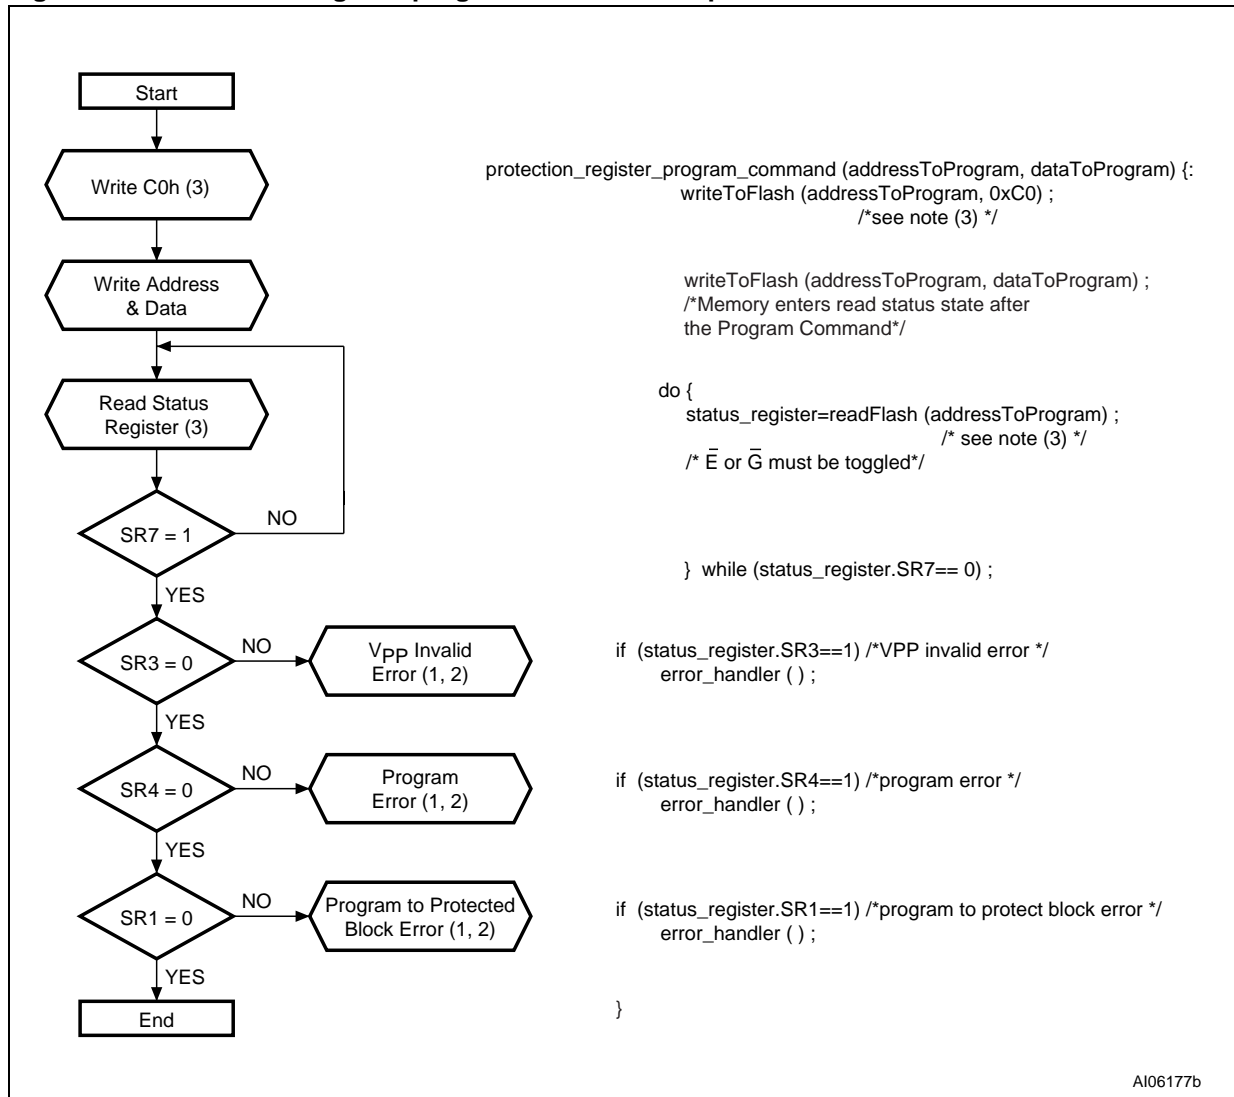 Start
Write C0h (3)
Write Address
& Data
Read Status
Register (3)
SR7 = 1
NO
YES
SR3 = 0
NO
VPP Invalid
Error (1, 2)
YES
SR4 = 0
NO
Program
Error (1, 2)
YES
SR1 = 0
NO
Program to Protected
Block Error (1, 2)
YES
End
protection_register_program_command (addressToProgram, dataToProgram) {:
writeToFlash (addressToProgram, 0xC0) ;
/*see note (3) */
writeToFlash (addressToProgram, dataToProgram) ;
/*Memory enters read status state after
the Program Command*/
do {
status_register=readFlash (addressToProgram) ;
/* see note (3) */
/* E̅ or G̅ must be toggled*/
} while (status_register.SR7== 0) ;
if (status_register.SR3==1) /*VPP invalid error */
error_handler ( ) ;
if (status_register.SR4==1) /*program error */
error_handler ( ) ;
if (status_register.SR1==1) /*program to protect block error */
error_handler ( ) ;
}
AI06177b